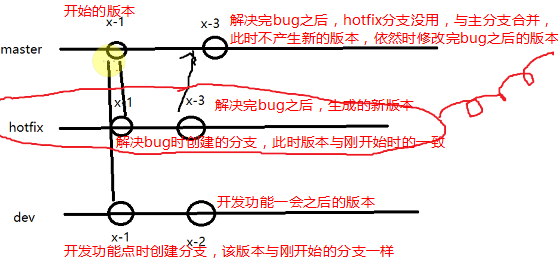 开始的版本
x-1
x-3
解决完bug之后，hotfix分支没用，与主分支合并，
此时不产生新的版本，依然时修改完bug之后的版本
master
x-1
x-3
解决完bug之后，生成的新版本
hotfix
解决bug时创建的分支，此时版本与刚开始时的一致
开发功能一会之后的版本
dev
x-1
x-2
开发功能点时创建分支，该版本与刚开始的分支一样